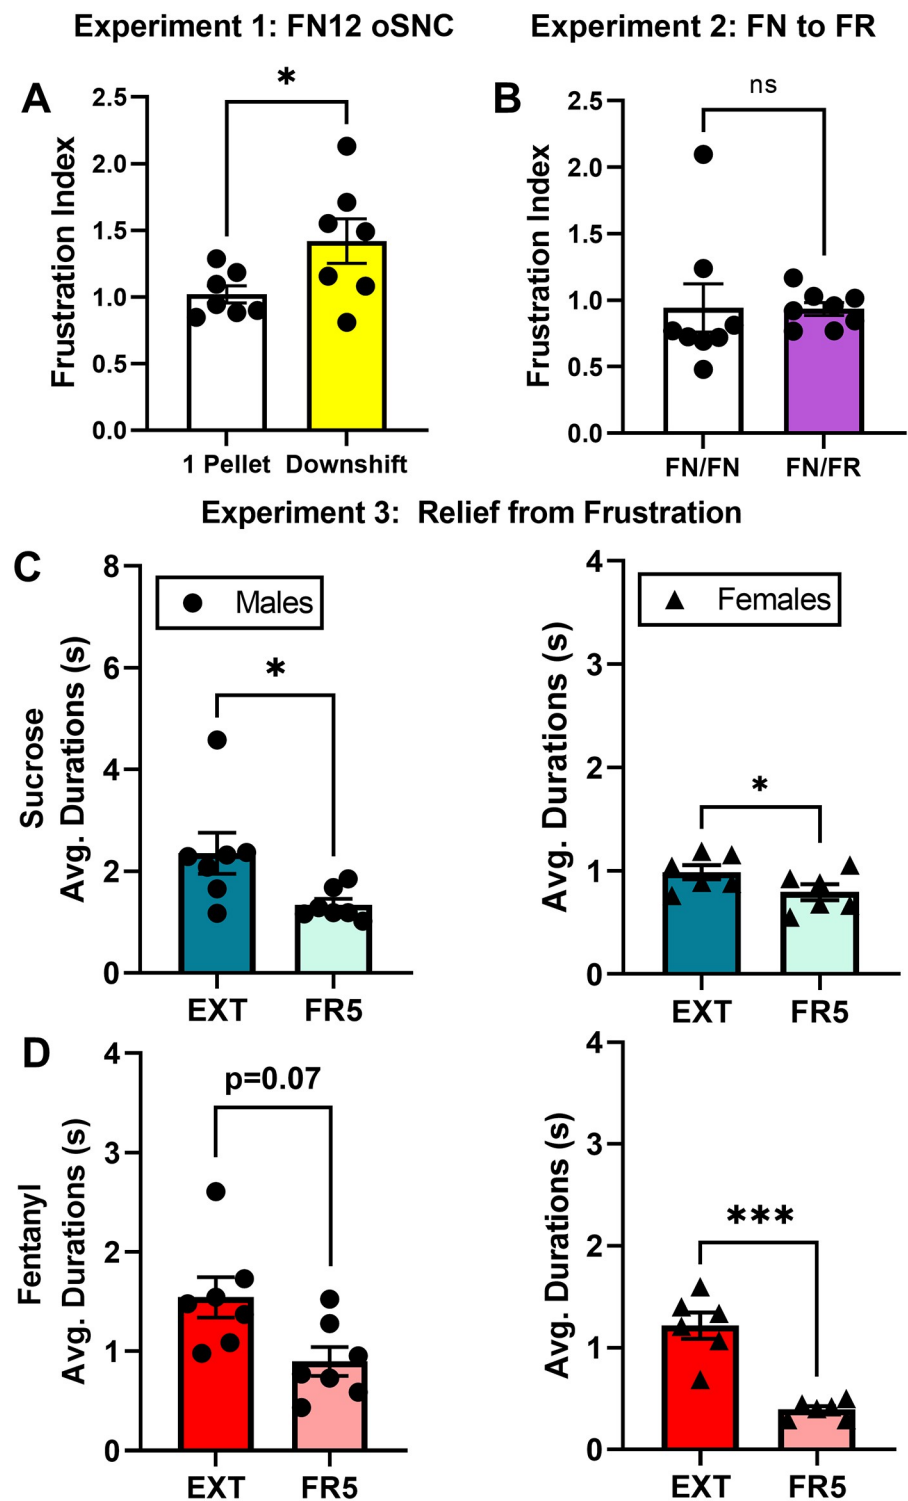 Experiment 1: FN12 oSNC
Experiment 2: FN to FR
A
*
Frustration Index
2.5
2.0
1.5
1.0
0.5
0.0
1 Pellet
Downshift
B
ns
Frustration Index
2.5
2.0
1.5
1.0
0.5
0.0
FN/FN
FN/FR
Experiment 3: Relief from Frustration
C
Sucrose
Avg. Durations (s)
8
6
4
2
0
Males
*
EXT
FR5
Avg. Durations (s)
4
3
2
1
0
Females
*
EXT
FR5
D
Fentanyl
Avg. Durations (s)
4
3
2
1
0
p=0.07
EXT
FR5
Avg. Durations (s)
4
3
2
1
0
***
EXT
FR5